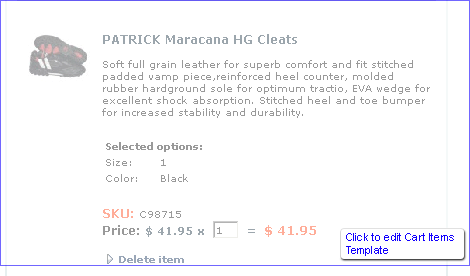 PATRICK Maracana HG Cleats
Soft full grain leather for superb comfort and fit stitched
padded vamp piece,reinforced heel counter, molded
rubber hardground sole for optimum tractio, EVA wedge for
excellent shock absorption. Stitched heel and toe bumper
for increased stability and durability.
Selected options:
Size: 1
Color: Black
SKU: C98715
Price: $ 41.95 x 1 = $ 41.95
Click to edit Cart Items
Template
Delete item